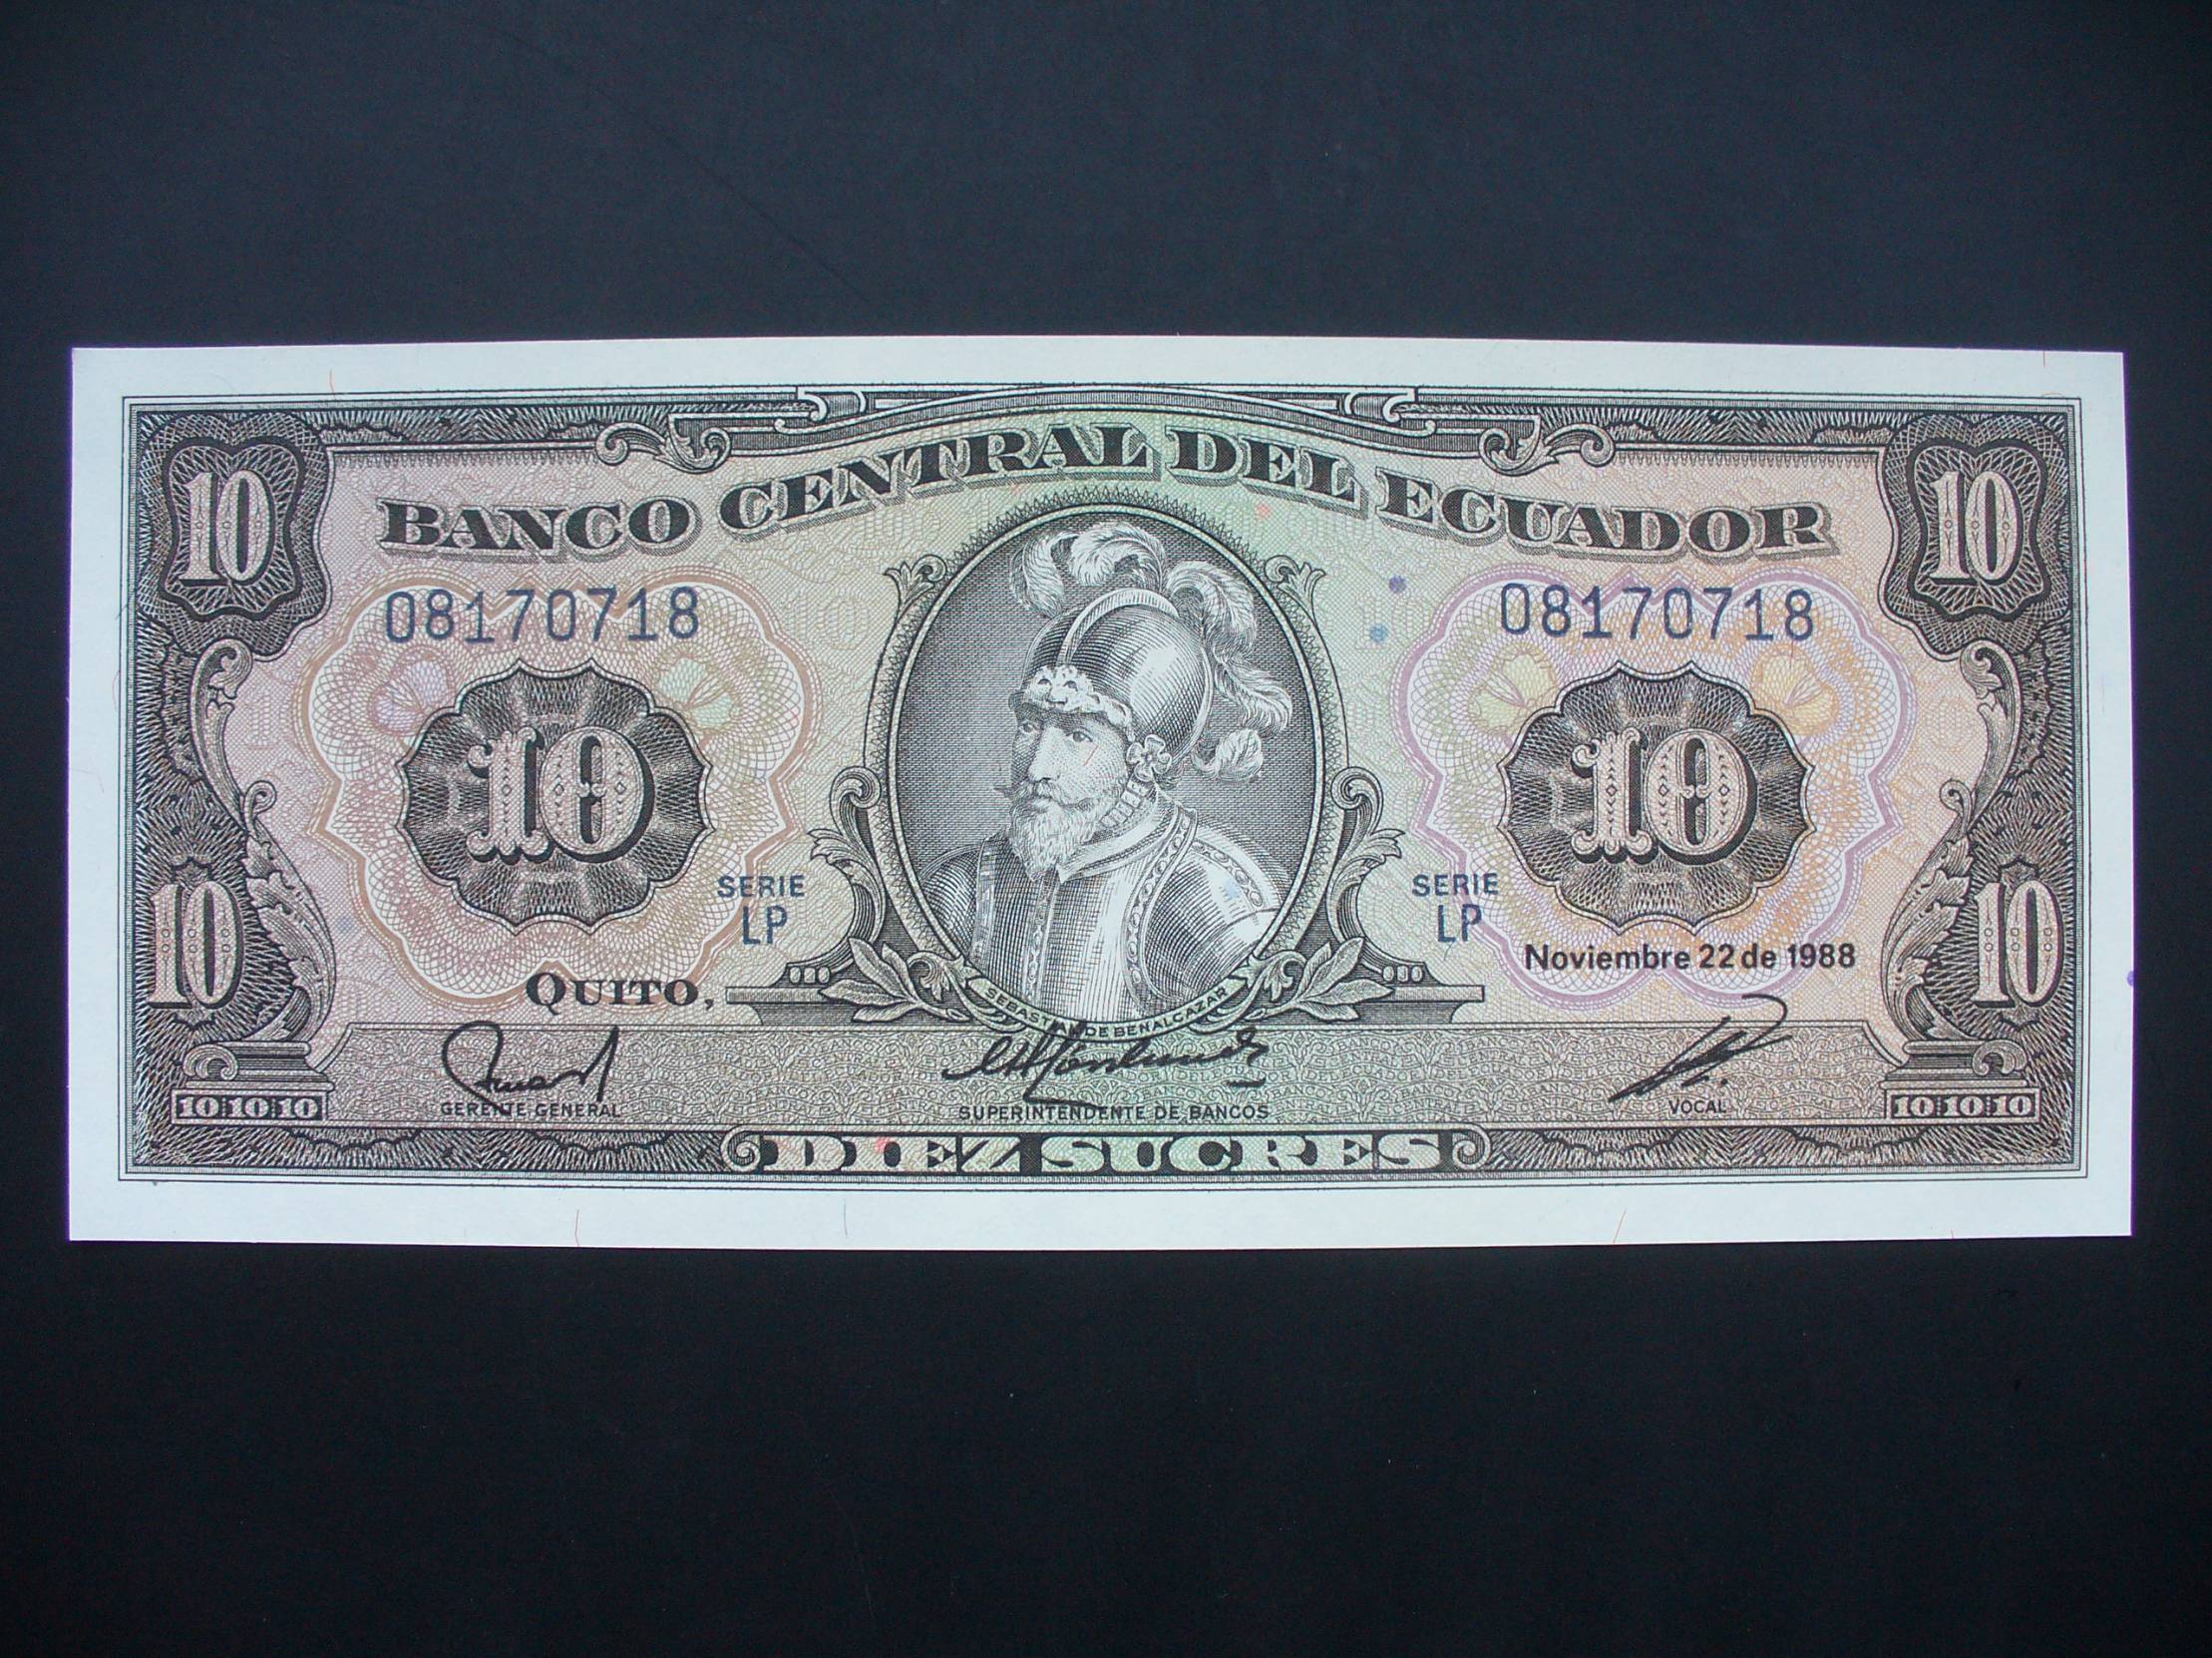 10 10
BANCO CENTRAL DEL ECUADOR
08170718 08170718
10 10
SERIE SERIE
LP LP
10 10
Noviembre 22 de 1988
QUITO,
SEBASTIAN DE BENALCAZAR
10 10 10 GERENTE GENERAL SUPERINTENDENTE DE BANCOS VOCAL 10 10 10
DIEZ SUCRES